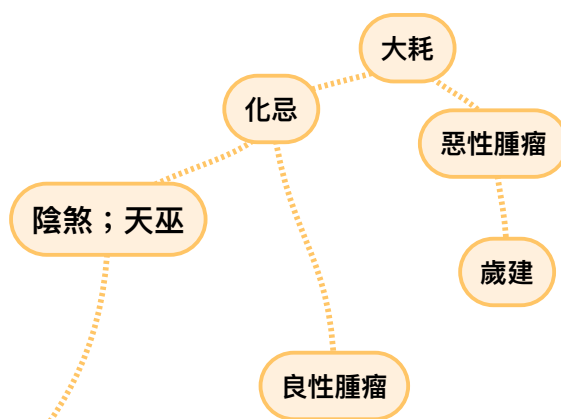 大耗
化忌
惡性腫瘤
陰煞；天巫
歲建
良性腫瘤